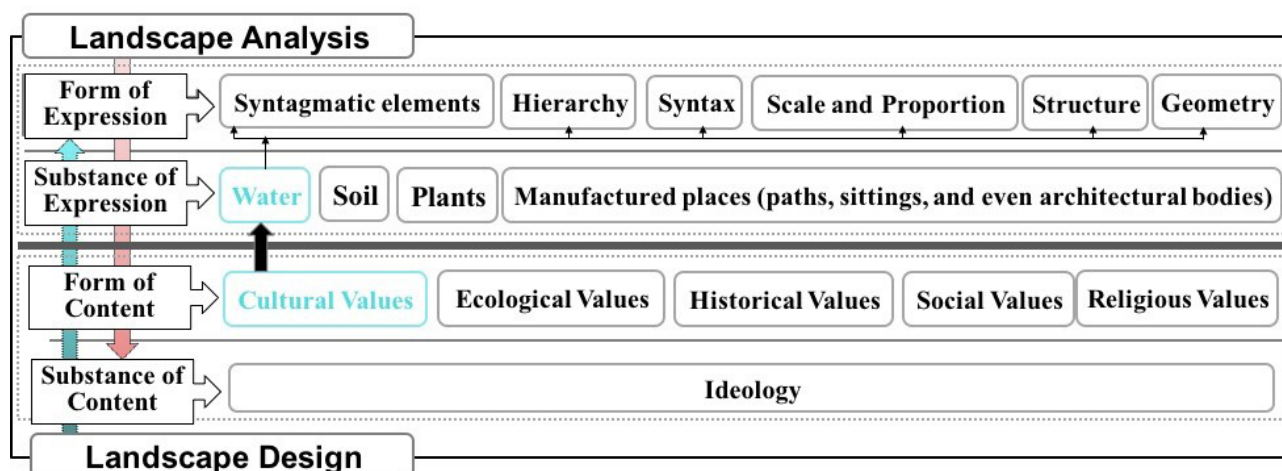 Landscape Analysis
Form of
Expression
Syntagmatic elements
Hierarchy
Syntax
Scale and Proportion
Structure
Geometry
Substance of
Expression
Water
Soil
Plants
Manufactured places (paths, sittings, and even architectural bodies)
Form of
Content
Cultural Values
Ecological Values
Historical Values
Social Values
Religious Values
Substance of
Content
Ideology
Landscape Design